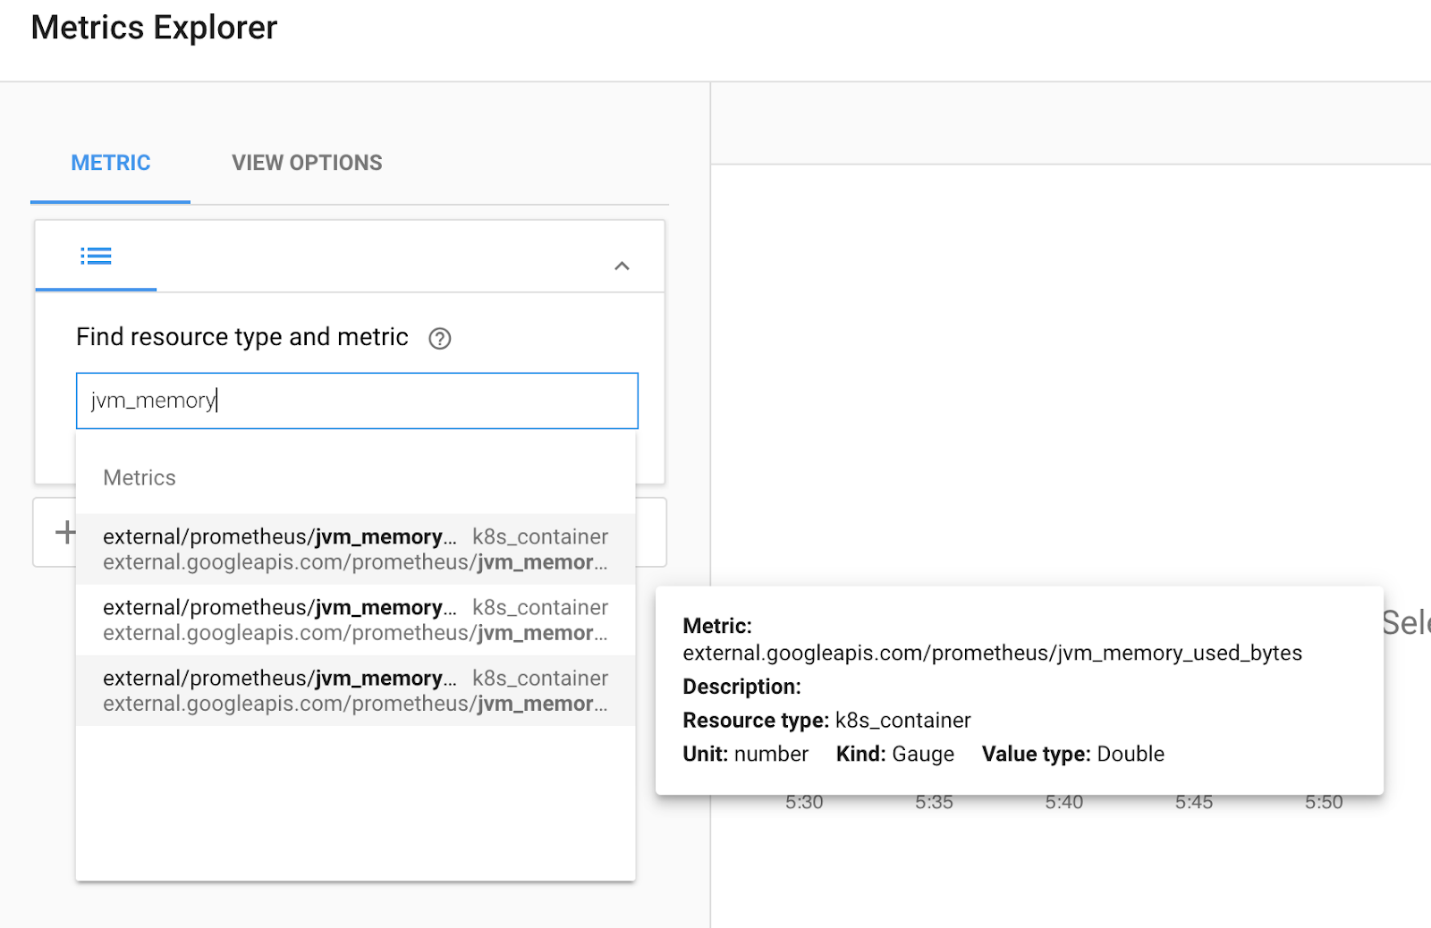 Metrics Explorer
METRIC
VIEW OPTIONS
Find resource type and metric
jvm_memory
Metrics
external/prometheus/jvm_memory... k8s_container
external.googleapis.com/prometheus/jvm_memor...
external/prometheus/jvm_memory... k8s_container
external.googleapis.com/prometheus/jvm_memor...
external/prometheus/jvm_memory... k8s_container
external.googleapis.com/prometheus/jvm_memor...
Metric:
external.googleapis.com/prometheus/jvm_memory_used_bytes
Description:
Resource type: k8s_container
Unit: number Kind: Gauge Value type: Double
5:30 5:35 5:40 5:45 5:50